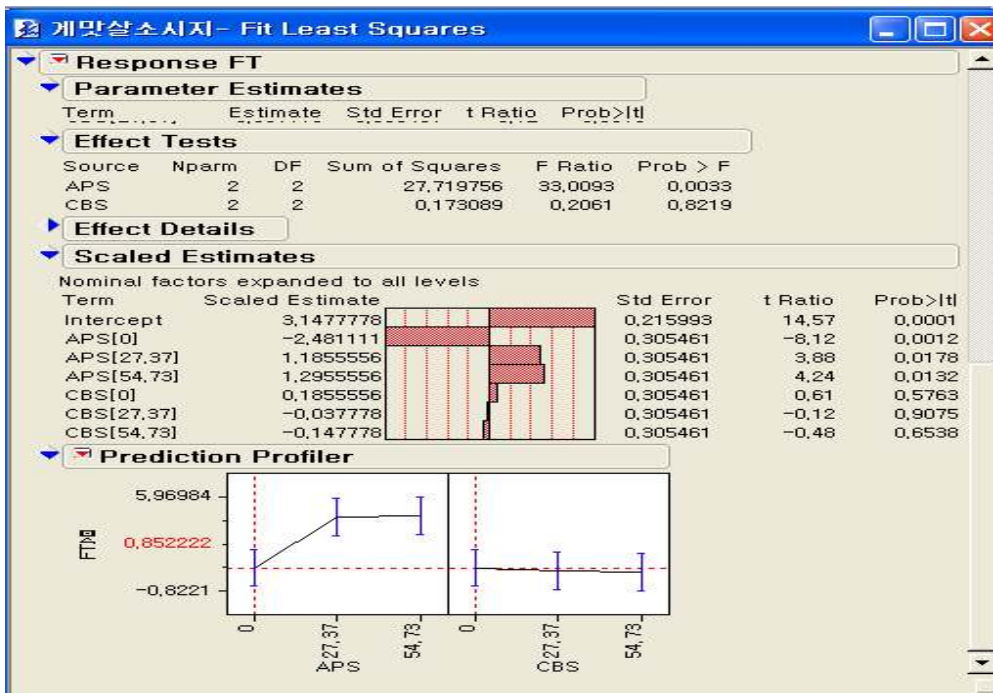 게맛살소시지- Fit Least Squares
Response FT
Parameter Estimates
Term Estimate Std Error t Ratio Prob>|t|
Effect Tests
Source Nparm DF Sum of Squares F Ratio Prob > F
APS 2 2 27,719756 33,0093 0,0033
CBS 2 2 0,173089 0,2061 0,8219
Effect Details
Scaled Estimates
Nominal factors expanded to all levels
Term Scaled Estimate Std Error t Ratio Prob>|t|
Intercept 3,1477778 0,215993 14,57 0,0001
APS[0] -2,481111 0,305461 -8,12 0,0012
APS[27,37] 1,1855556 0,305461 3,88 0,0178
APS[54,73] 1,2955556 0,305461 4,24 0,0132
CBS[0] 0,1855556 0,305461 0,61 0,5763
CBS[27,37] -0,037778 0,305461 -0,12 0,9075
CBS[54,73] -0,147778 0,305461 -0,48 0,6538
Prediction Profiler
5,96984
FT
0,852222
-0,8221
0 27,37 54,73 0 27,37 54,73
APS CBS